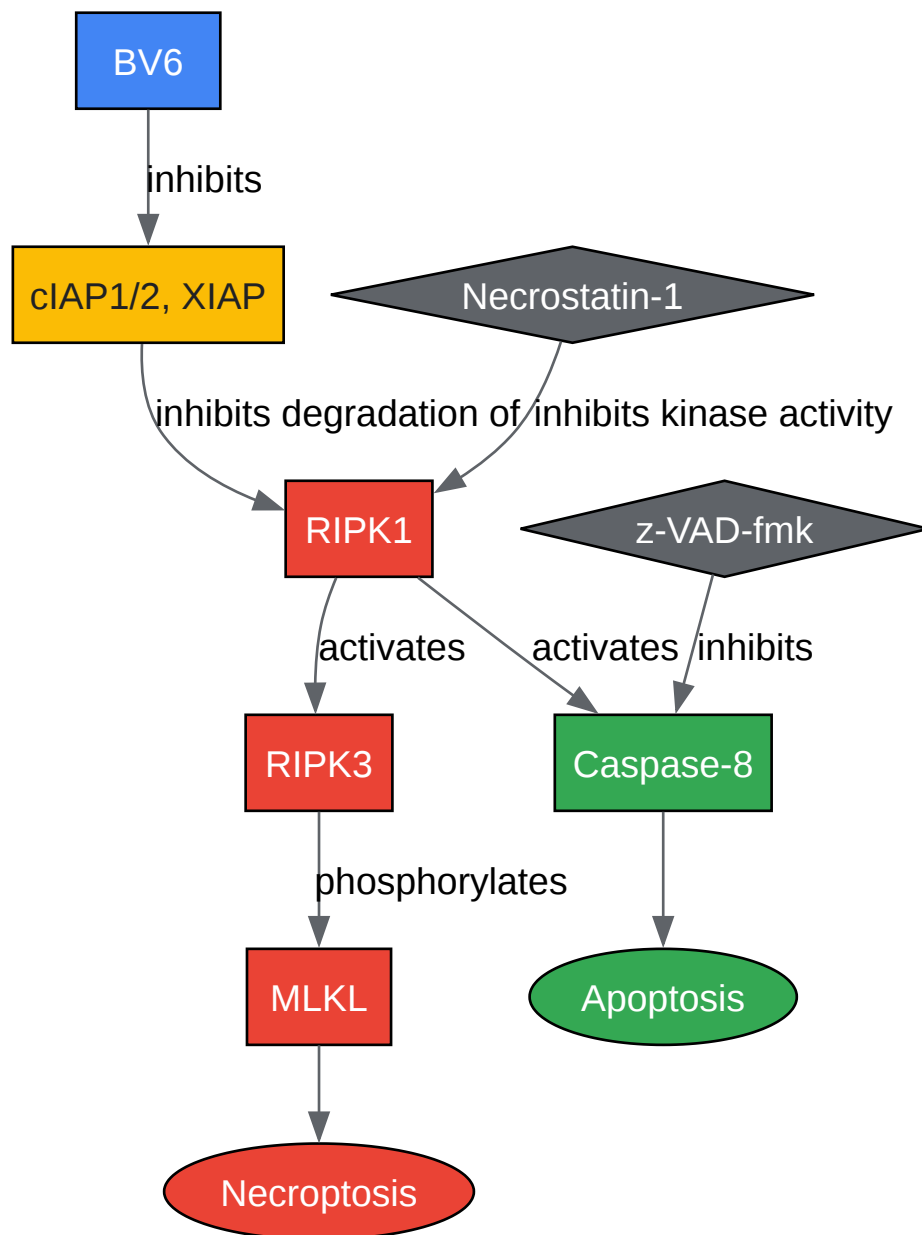 BV6
inhibits
cIAP1/2, XIAP
Necrostatin-1
inhibits degradation of
inhibits kinase activity
RIPK1
z-VAD-fmk
activates
activates
inhibits
RIPK3
Caspase-8
phosphorylates
MLKL
Apoptosis
Necroptosis